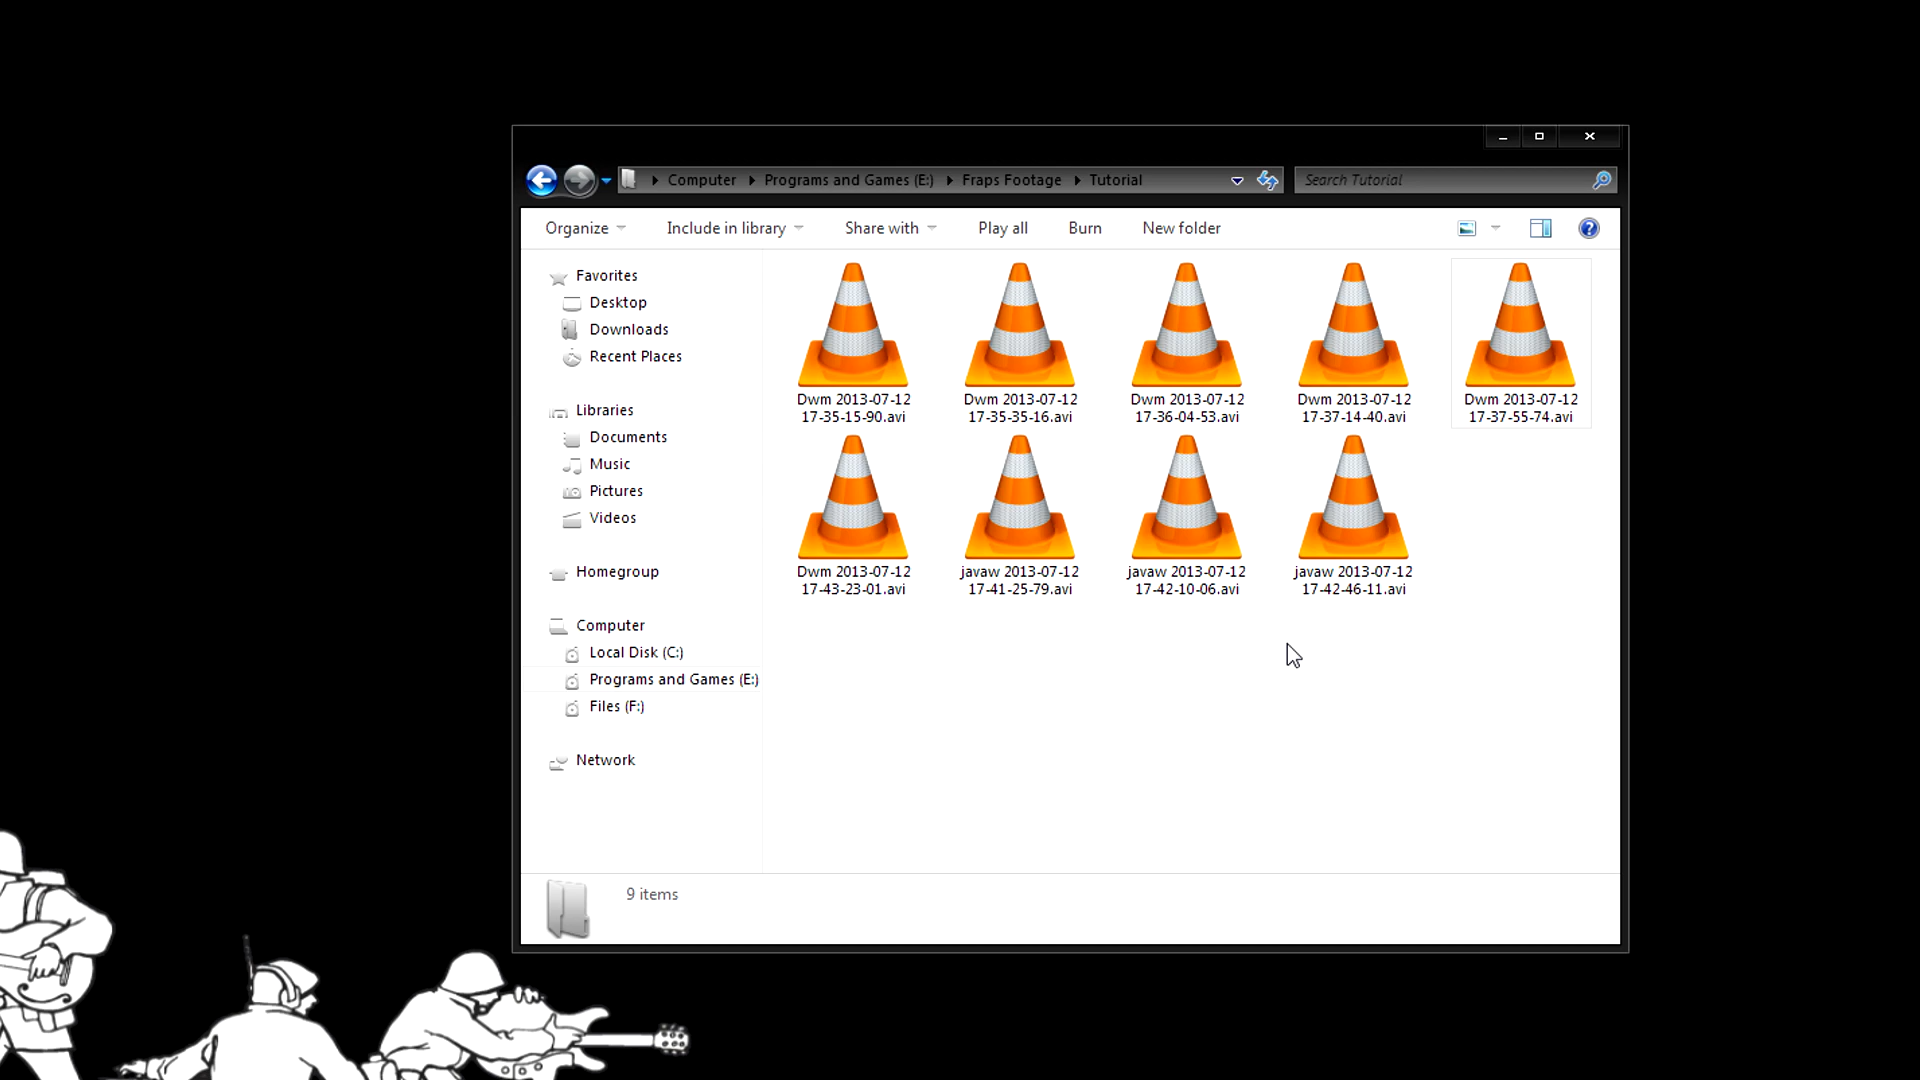 Computer Programs and Games (E:) Fraps Footage Tutorial
Search Tutorial
Organize Include in library Share with Play all Burn New folder
Favorites
Desktop
Downloads
Recent Places
Libraries
Documents
Music
Pictures
Videos
Homegroup
Computer
Local Disk (C:)
Programs and Games (E:)
Files (F:)
Network
Dwm 2013-07-12
17-35-15-90.avi
Dwm 2013-07-12
17-35-35-16.avi
Dwm 2013-07-12
17-36-04-53.avi
Dwm 2013-07-12
17-37-14-40.avi
Dwm 2013-07-12
17-37-55-74.avi
Dwm 2013-07-12
17-43-23-01.avi
javaw 2013-07-12
17-41-25-79.avi
javaw 2013-07-12
17-42-10-06.avi
javaw 2013-07-12
17-42-46-11.avi
9 items